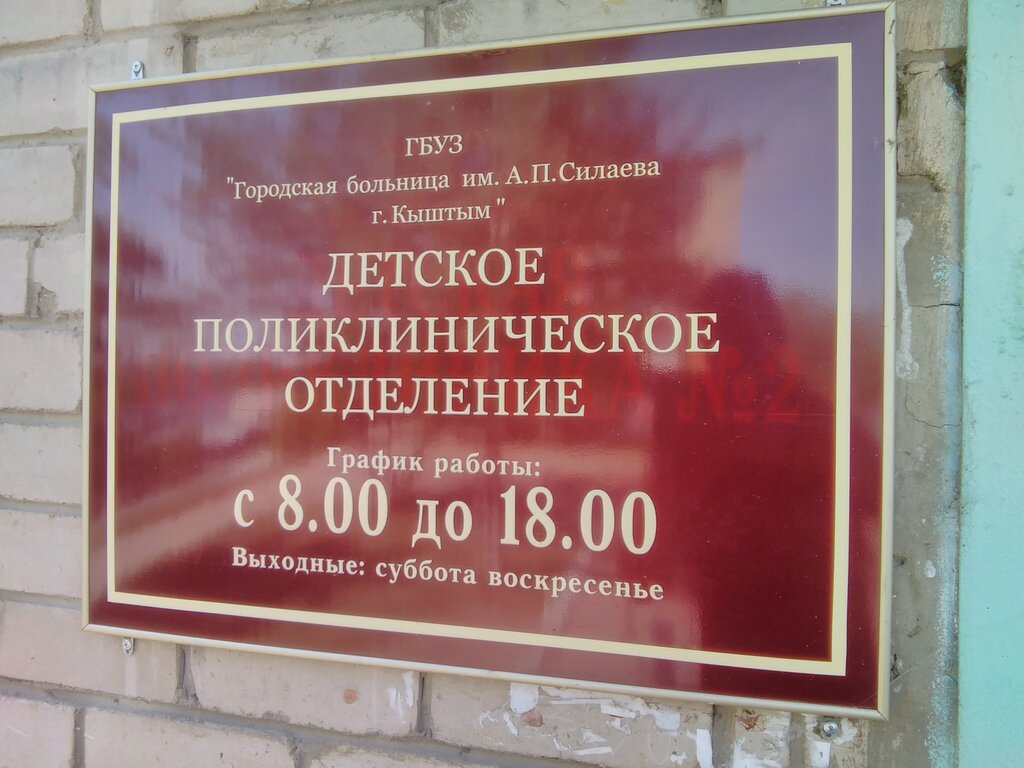 ГБУЗ
"Городская больница им. А.П.Силаева
г. Кыштым"
ДЕТСКОЕ
ПОЛИКЛИНИЧЕСКОЕ
ОТДЕЛЕНИЕ
График работы:
с 8.00 до 18.00
Выходные: суббота воскресенье